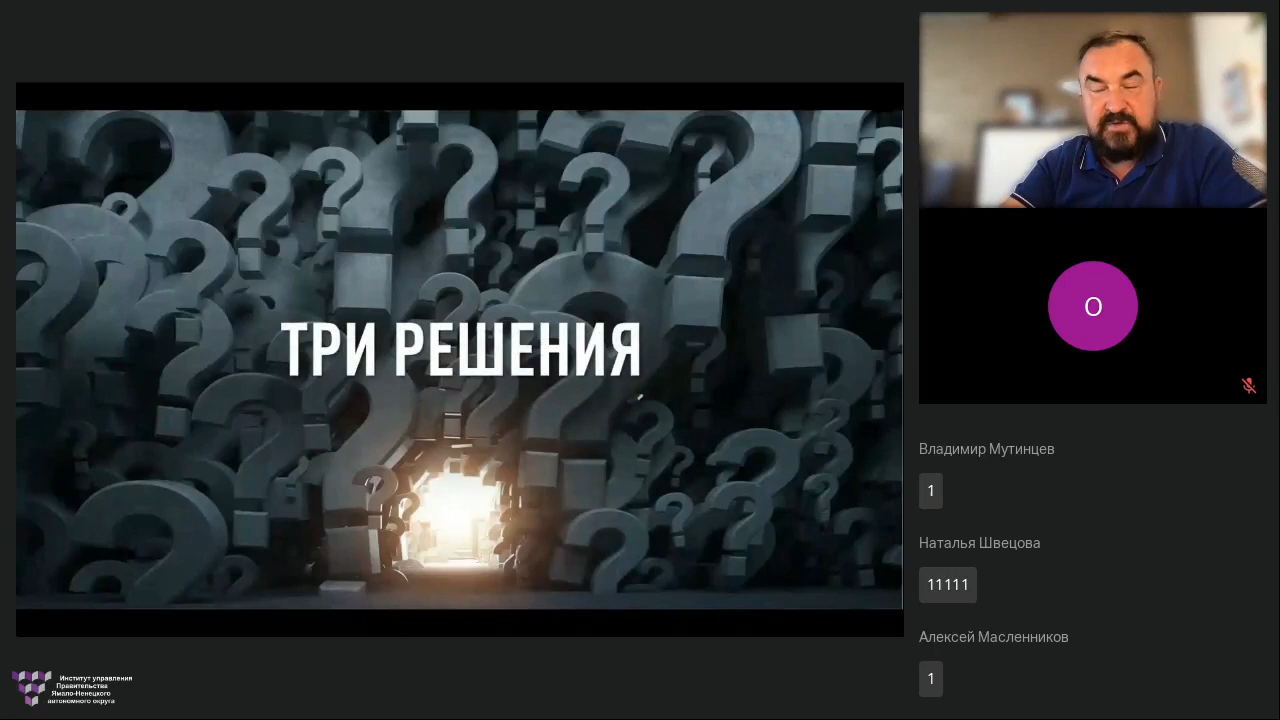 ТРИ РЕШЕНИЯ
О
Владимир Мутинцев
1
Наталья Швецова
11111
Алексей Масленников
1
Институт управления
Правительства
Ямало-Ненецкого
автономного округа